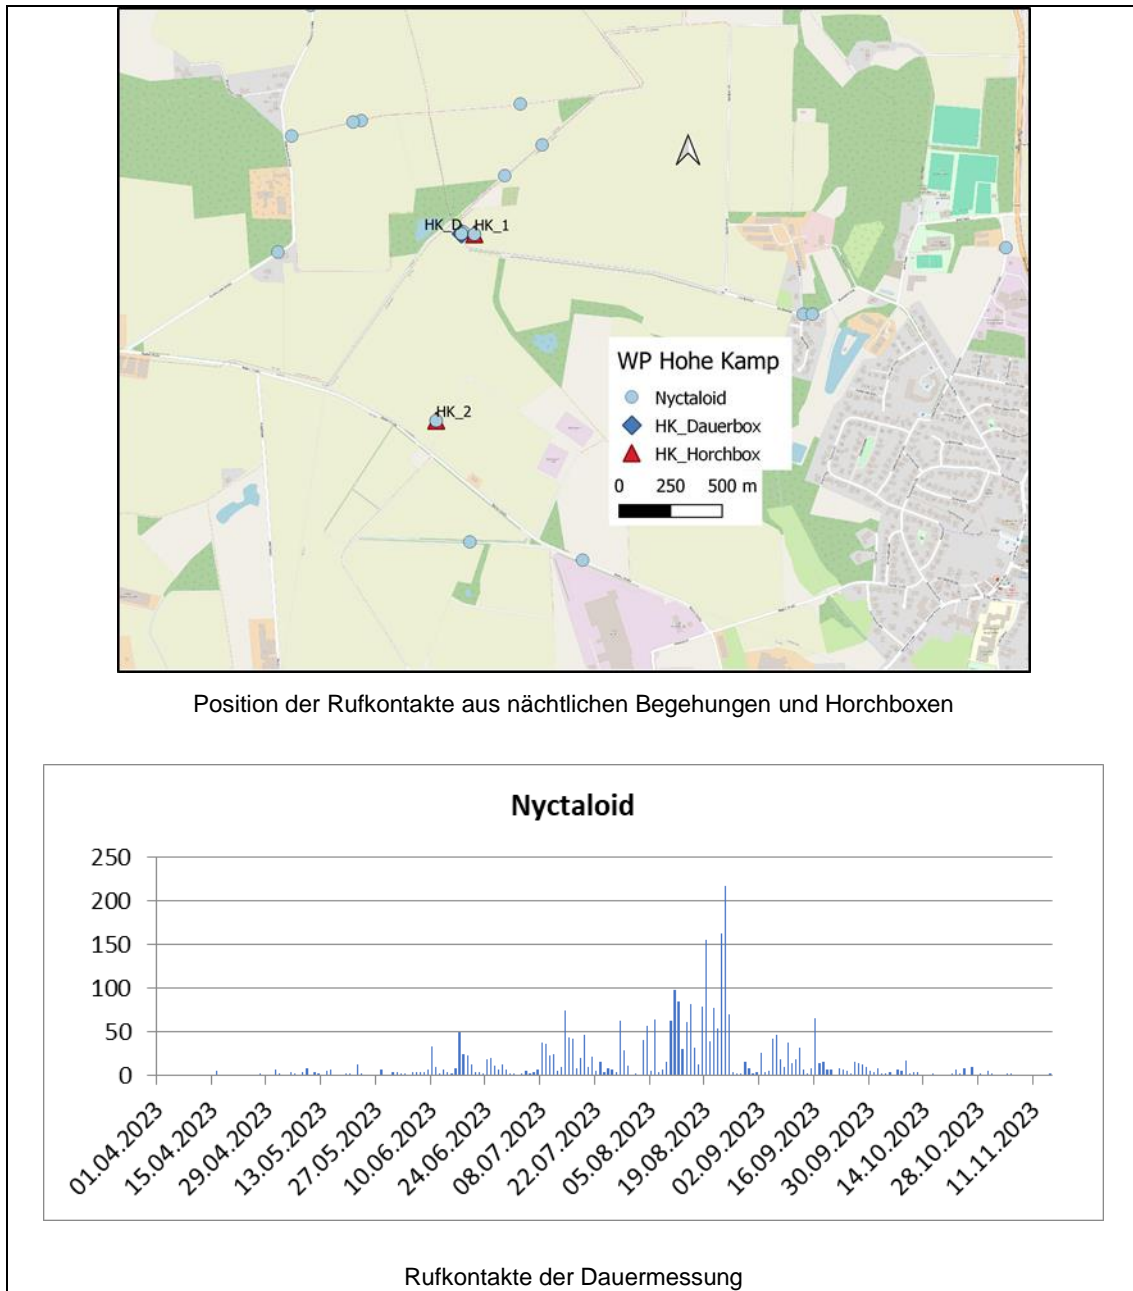 HK_D
HK_1
HK_2
WP Hohe Kamp
Nyctaloid
HK_Dauerbox
HK_Horchbox
0 250 500 m
Position der Rufkontakte aus nächtlichen Begehungen und Horchboxen
Nyctaloid
250
200
150
100
50
0
01.04.2023
15.04.2023
29.04.2023
13.05.2023
27.05.2023
10.06.2023
24.06.2023
08.07.2023
22.07.2023
05.08.2023
19.08.2023
02.09.2023
16.09.2023
30.09.2023
14.10.2023
28.10.2023
11.11.2023
Rufkontakte der Dauermessung